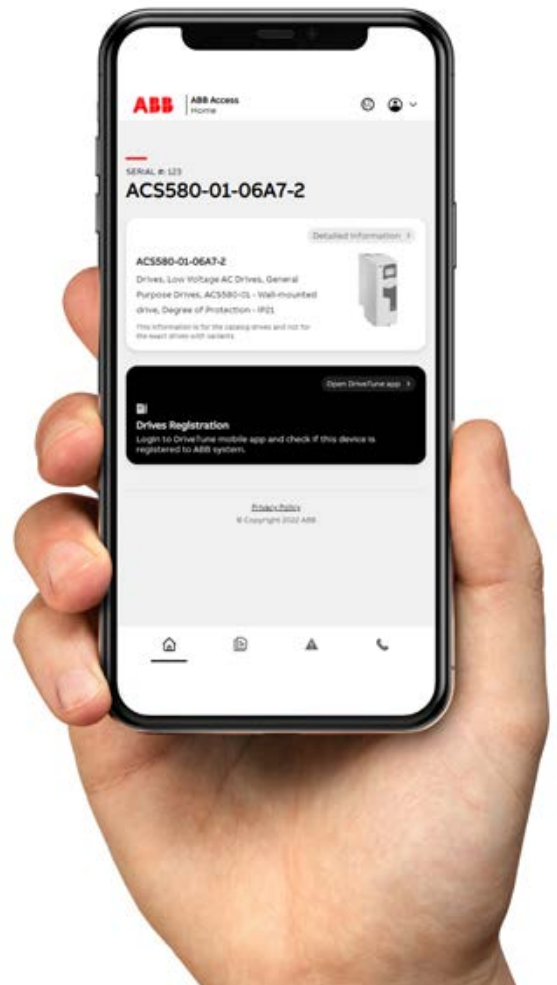 ABB
ABB Access
Home
SERIAL #: 123
ACS580-01-06A7-2
Detailed Information >
ACS580-01-06A7-2
Drives, Low Voltage AC Drives, General
Purpose Drives, ACS580-01 - Wall-mounted
drive, Degree of Protection - IP21
This information is for the catalog drives and not for
the exact drives with variants.
Open DriveTune app >
Drives Registration
Login to DriveTune mobile app and check if this device is
registered to ABB system.
Privacy Policy
© Copyright 2022 ABB